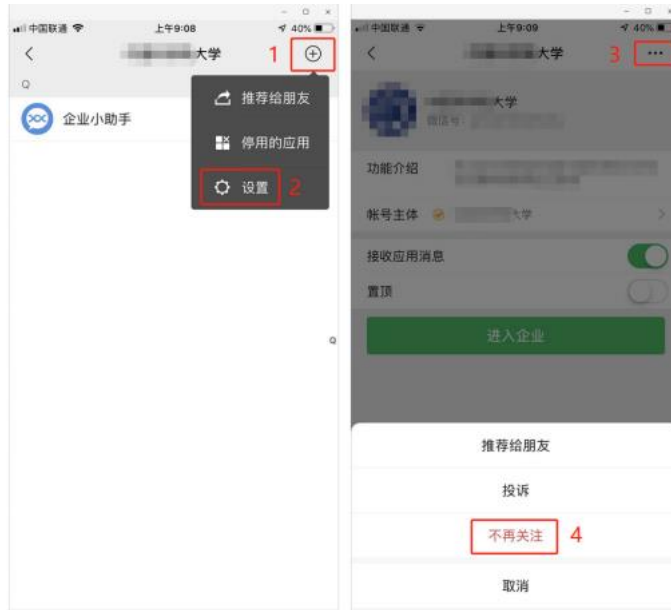 中国联通
上午9:08
40%
大学
1
Q
企业小助手
推荐给朋友
停用的应用
设置
2
Q
中国联通
上午9:09
40%
大学
3
大学
微信号:
功能介绍
帐号主体
大学
接收应用消息
置顶
进入企业
推荐给朋友
投诉
不再关注
4
取消